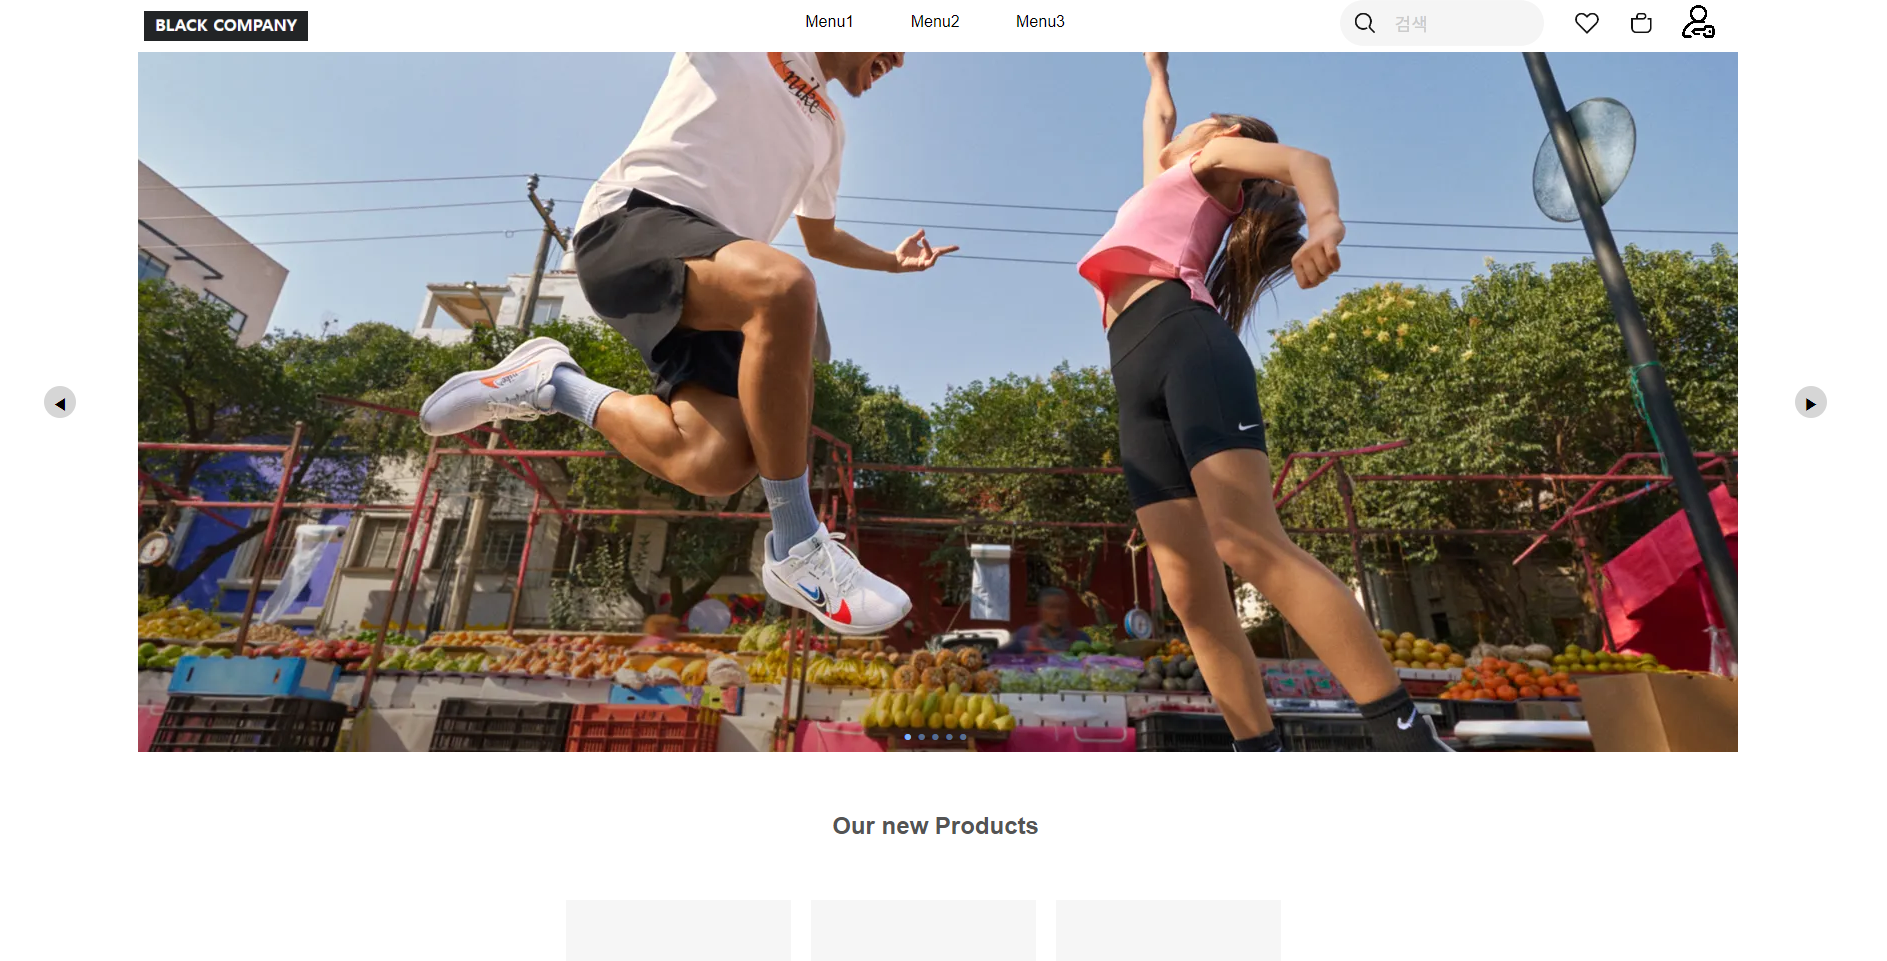 BLACK COMPANY
Menu1
Menu2
Menu3
검색
nike
Our new Products